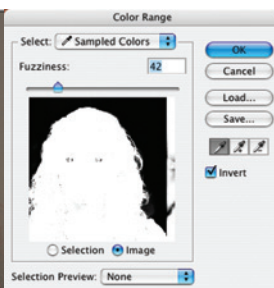 Color Range
Select: Sampled Colors
OK
Fuzziness: 42
Cancel
Load...
Save...
Invert
Selection Image
Selection Preview: None